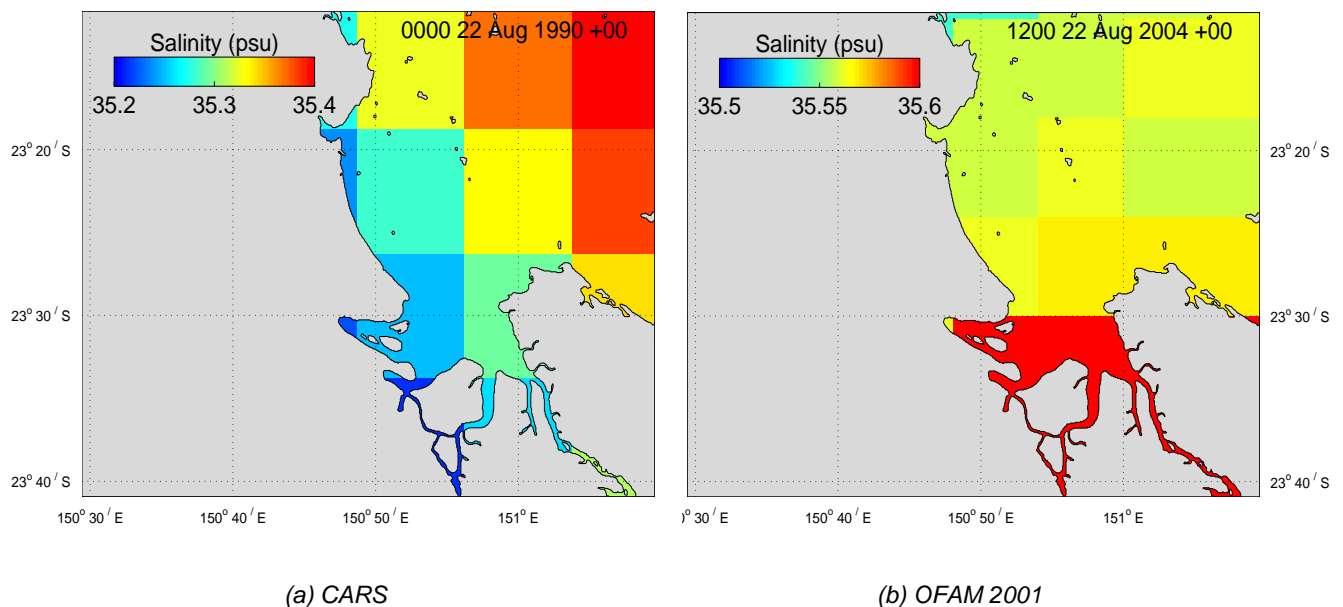 0000 22 Aug 1990 +00
Salinity (psu)
35.2 35.3 35.4
23° 20' S
23° 30' S
23° 40' S
150° 30' E 150° 40' E 150° 50' E 151° E
(a) CARS
1200 22 Aug 2004 +00
Salinity (psu)
35.5 35.55 35.6
23° 20' S
23° 30' S
23° 40' S
0° 30' E 150° 40' E 150° 50' E 151° E
(b) OFAM 2001